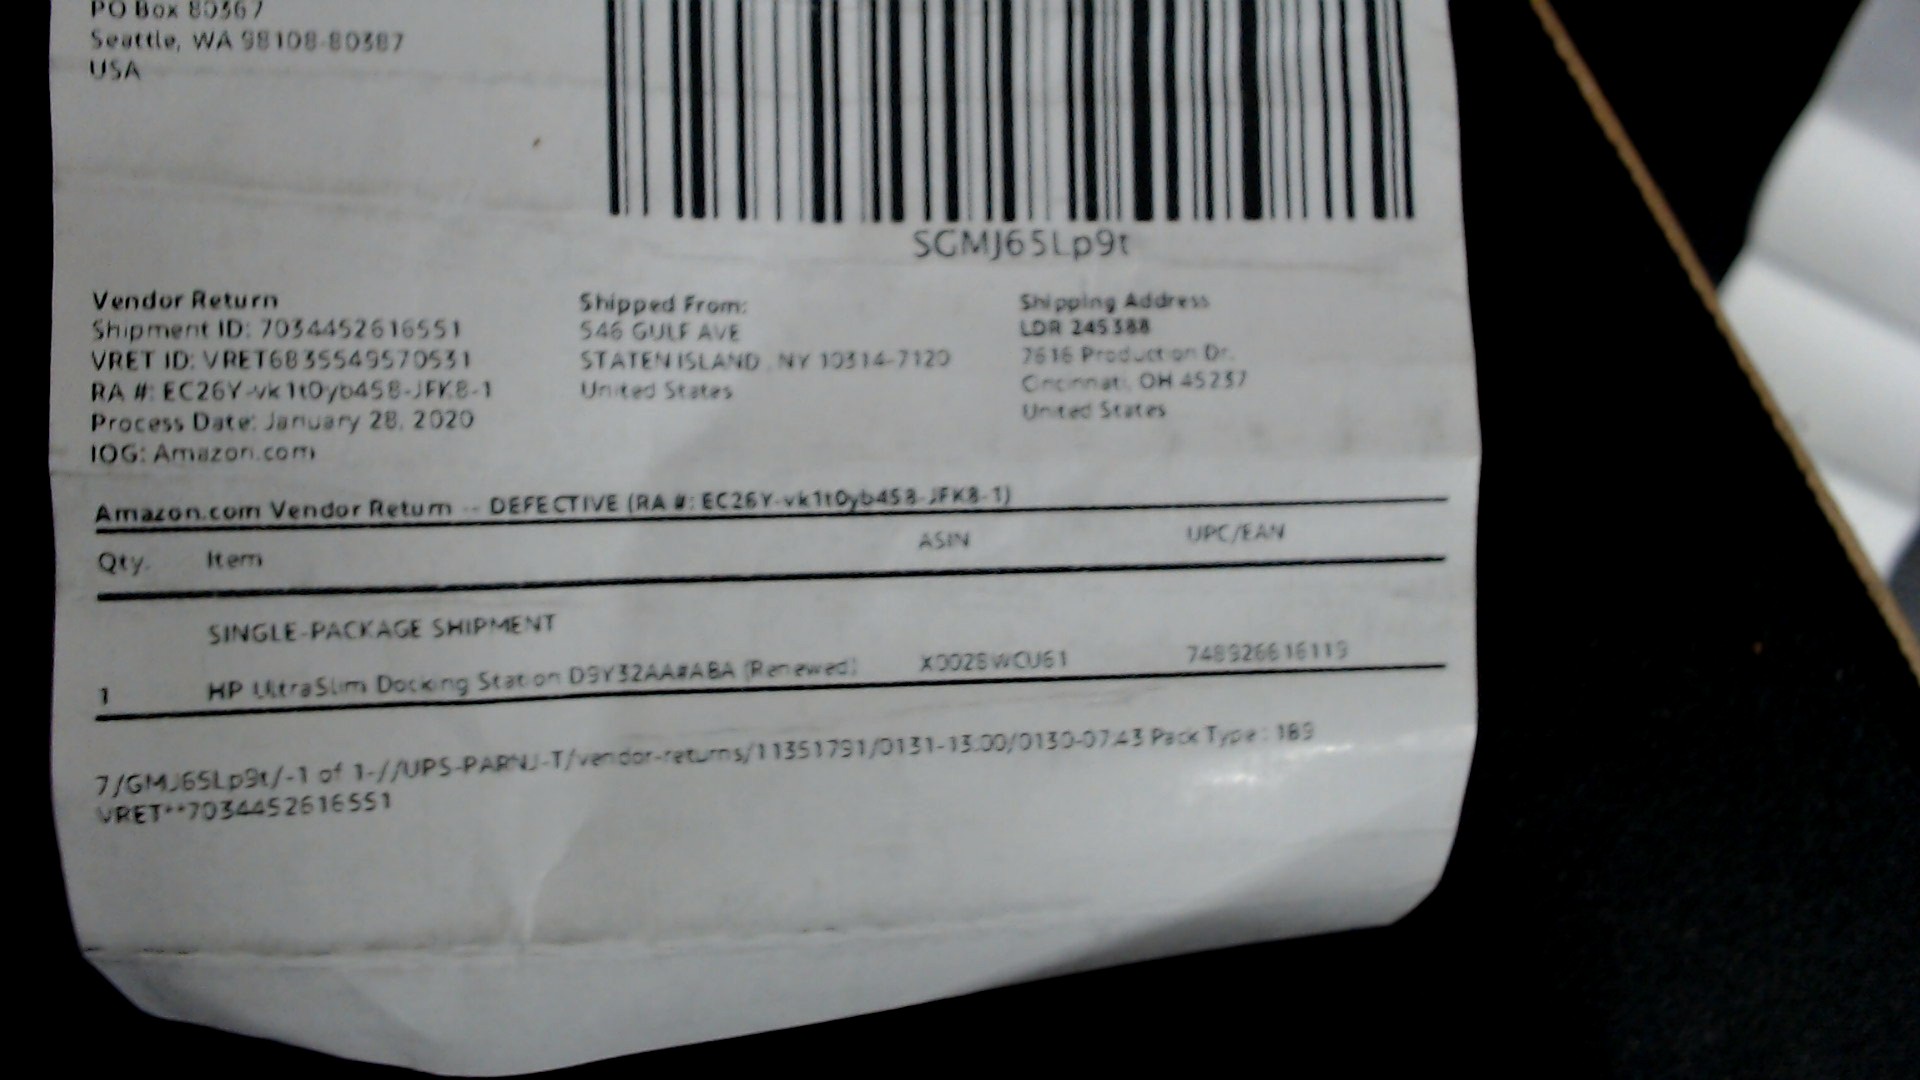 PO Box 80367
Seattle, WA 98108-80387
USA
SGMJ65Lp9t
Vendor Return
Shipment ID: 7034452616551
VRET ID: VRET6835549570531
RA #: EC26Y-vk1t0yb458-JFK8-1
Process Date: January 28, 2020
IOG: Amazon.com
Shipped From:
546 GULF AVE
STATEN ISLAND , NY 10314-7120
United States
Shipping Address
LDR 245388
7616 Production Dr.
Cincinnati, OH 45237
United States
Amazon.com Vendor Return -- DEFECTIVE (RA #: EC26Y-vk1t0yb458-JFK8-1)
Qty. Item ASIN UPC/EAN
SINGLE-PACKAGE SHIPMENT
1 HP UltraSlim Docking Station D9Y32AA#ABA (Renewed) X0028WCU61 748926616119
7/GMJ65Lp9t/-1 of 1-//UPS-PARNJ-T/vendor-returns/11351791/0131-13:00/0130-07:43 Pack Type : 189
VRET**7034452616551